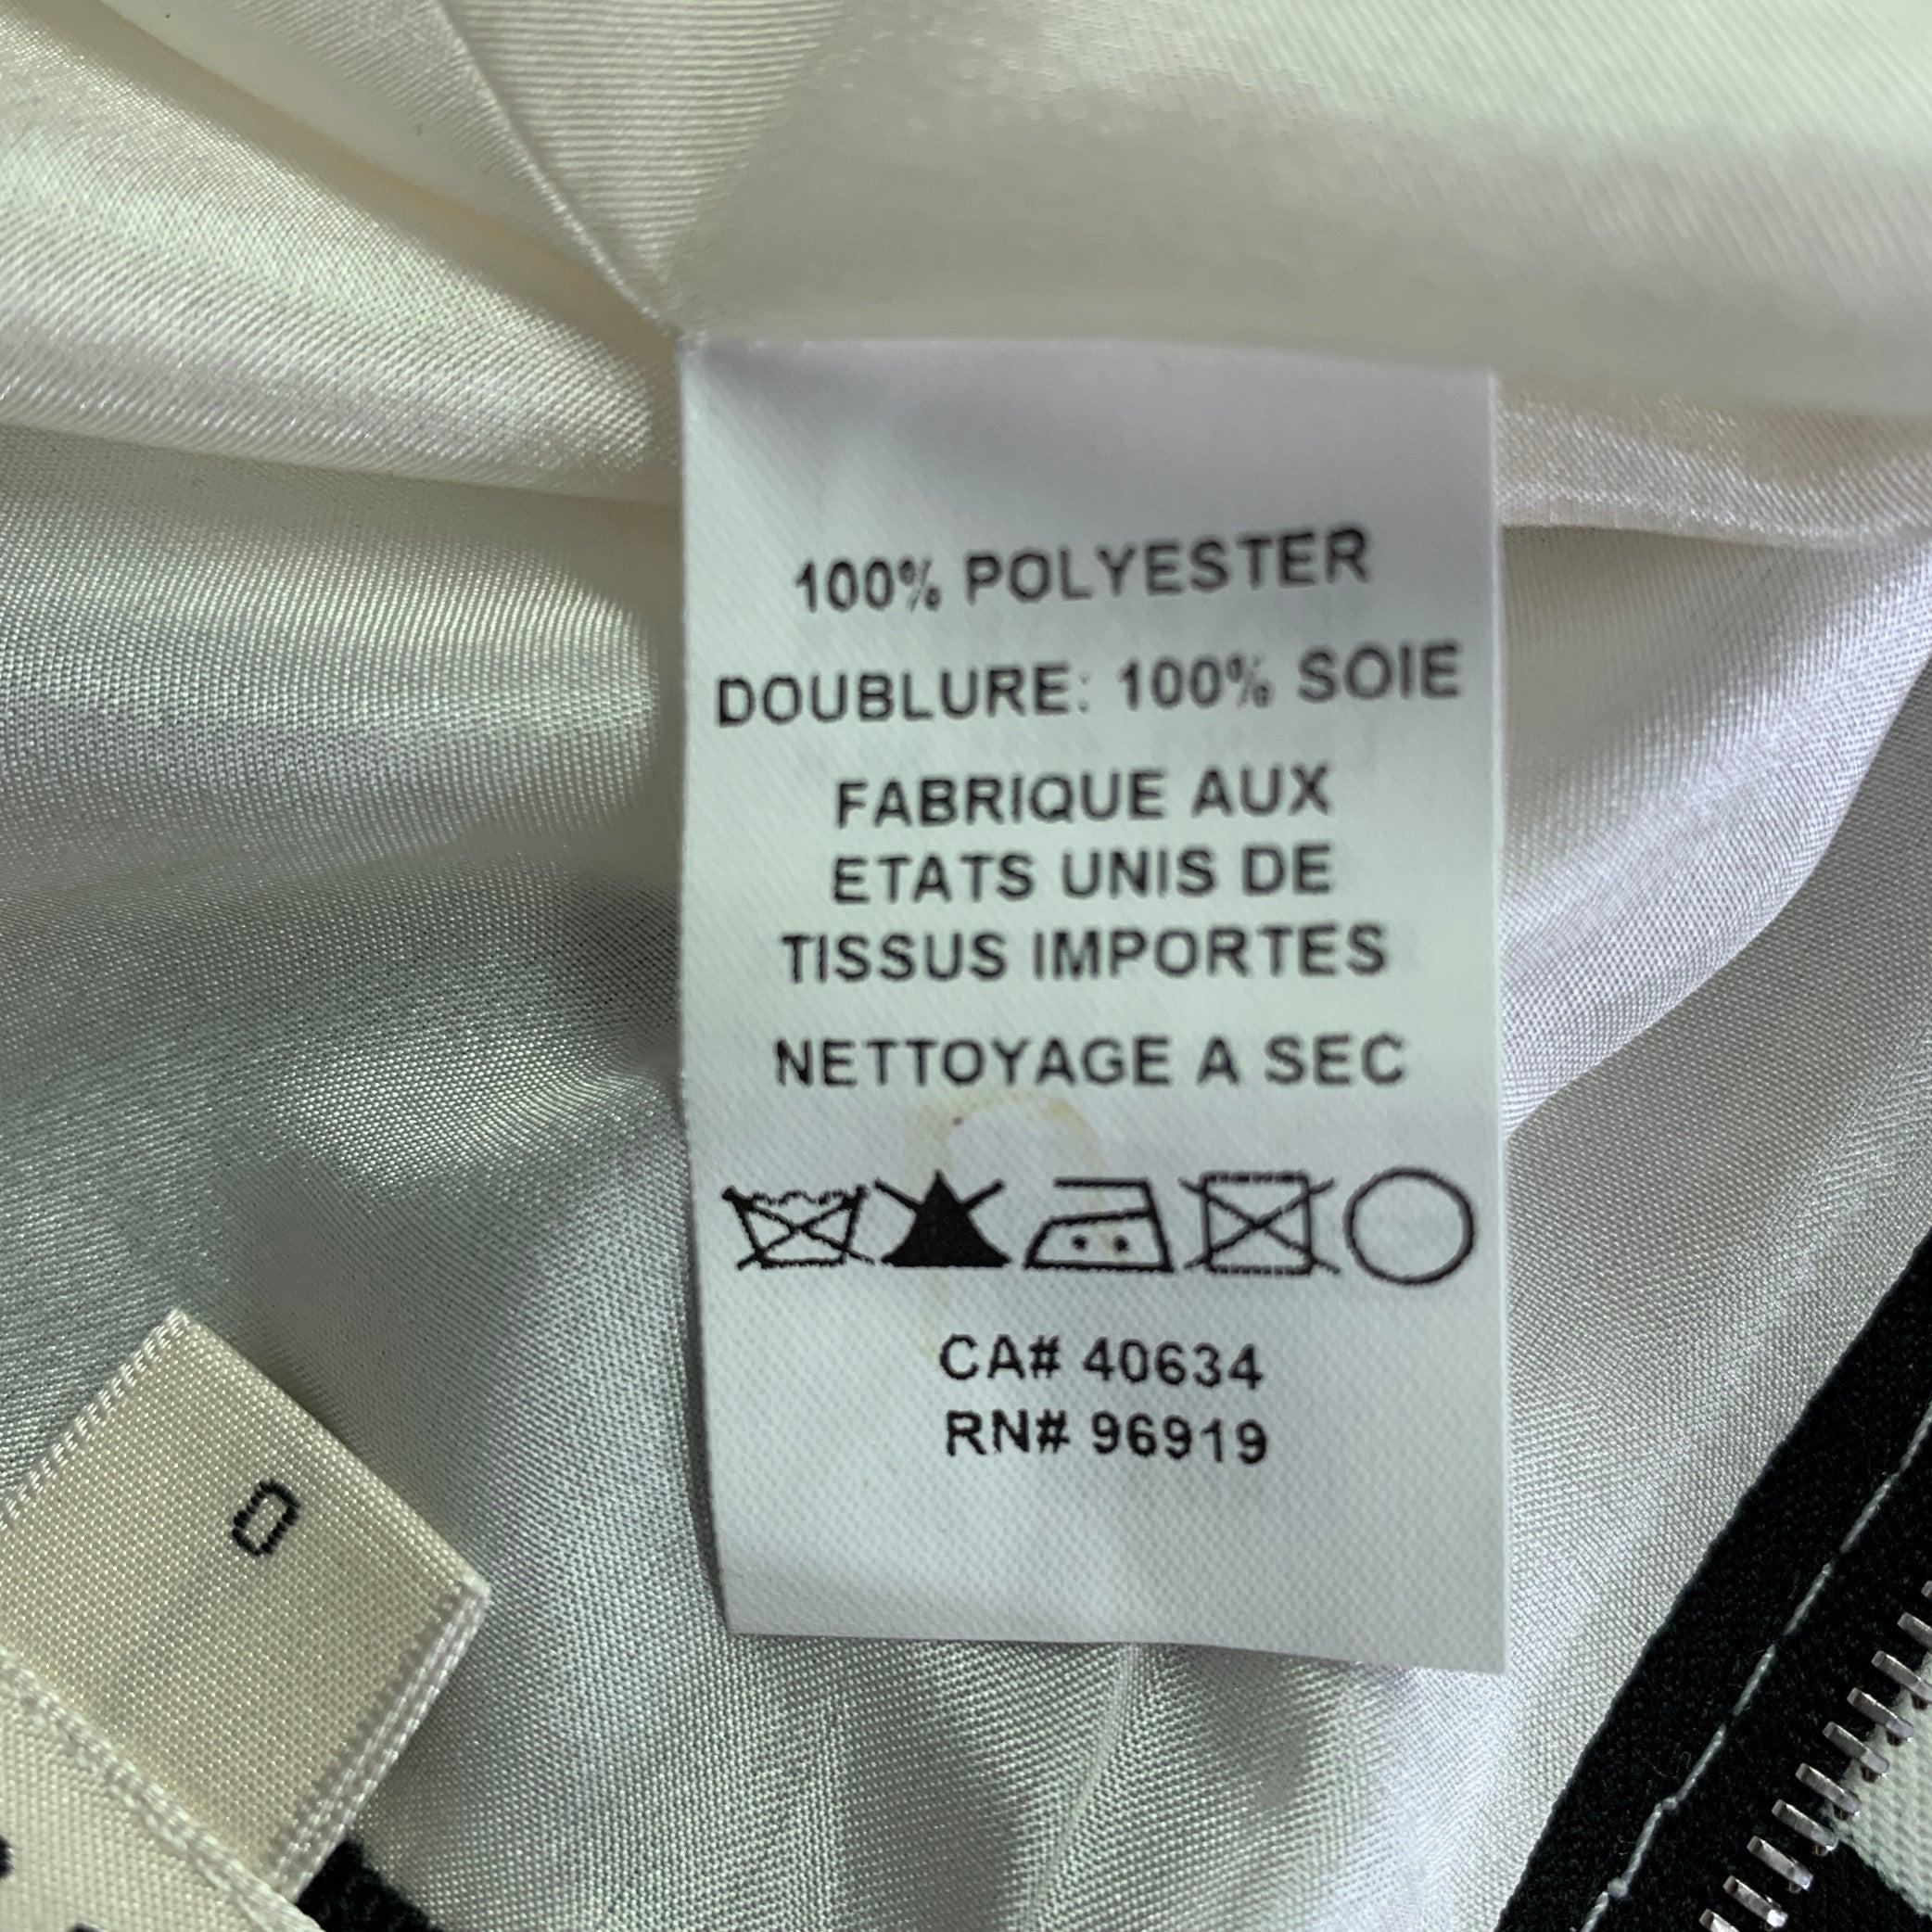 100% POLYESTER
DOUBLURE: 100% SOIE
FABRIQUE AUX
ETATS UNIS DE
TISSUS IMPORTES
NETTOYAGE A SEC
CA# 40634
RN# 96919
0